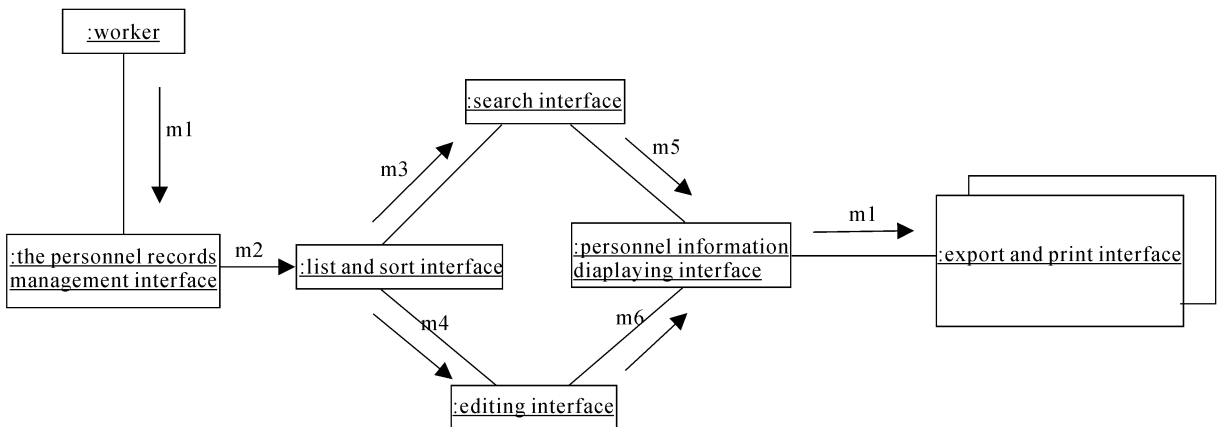 :worker
m1
:search interface
m3
m5
:the personnel records
management interface
m2
:list and sort interface
:personnel information
diaplaying interface
m1
:export and print interface
m4
m6
:editing interface